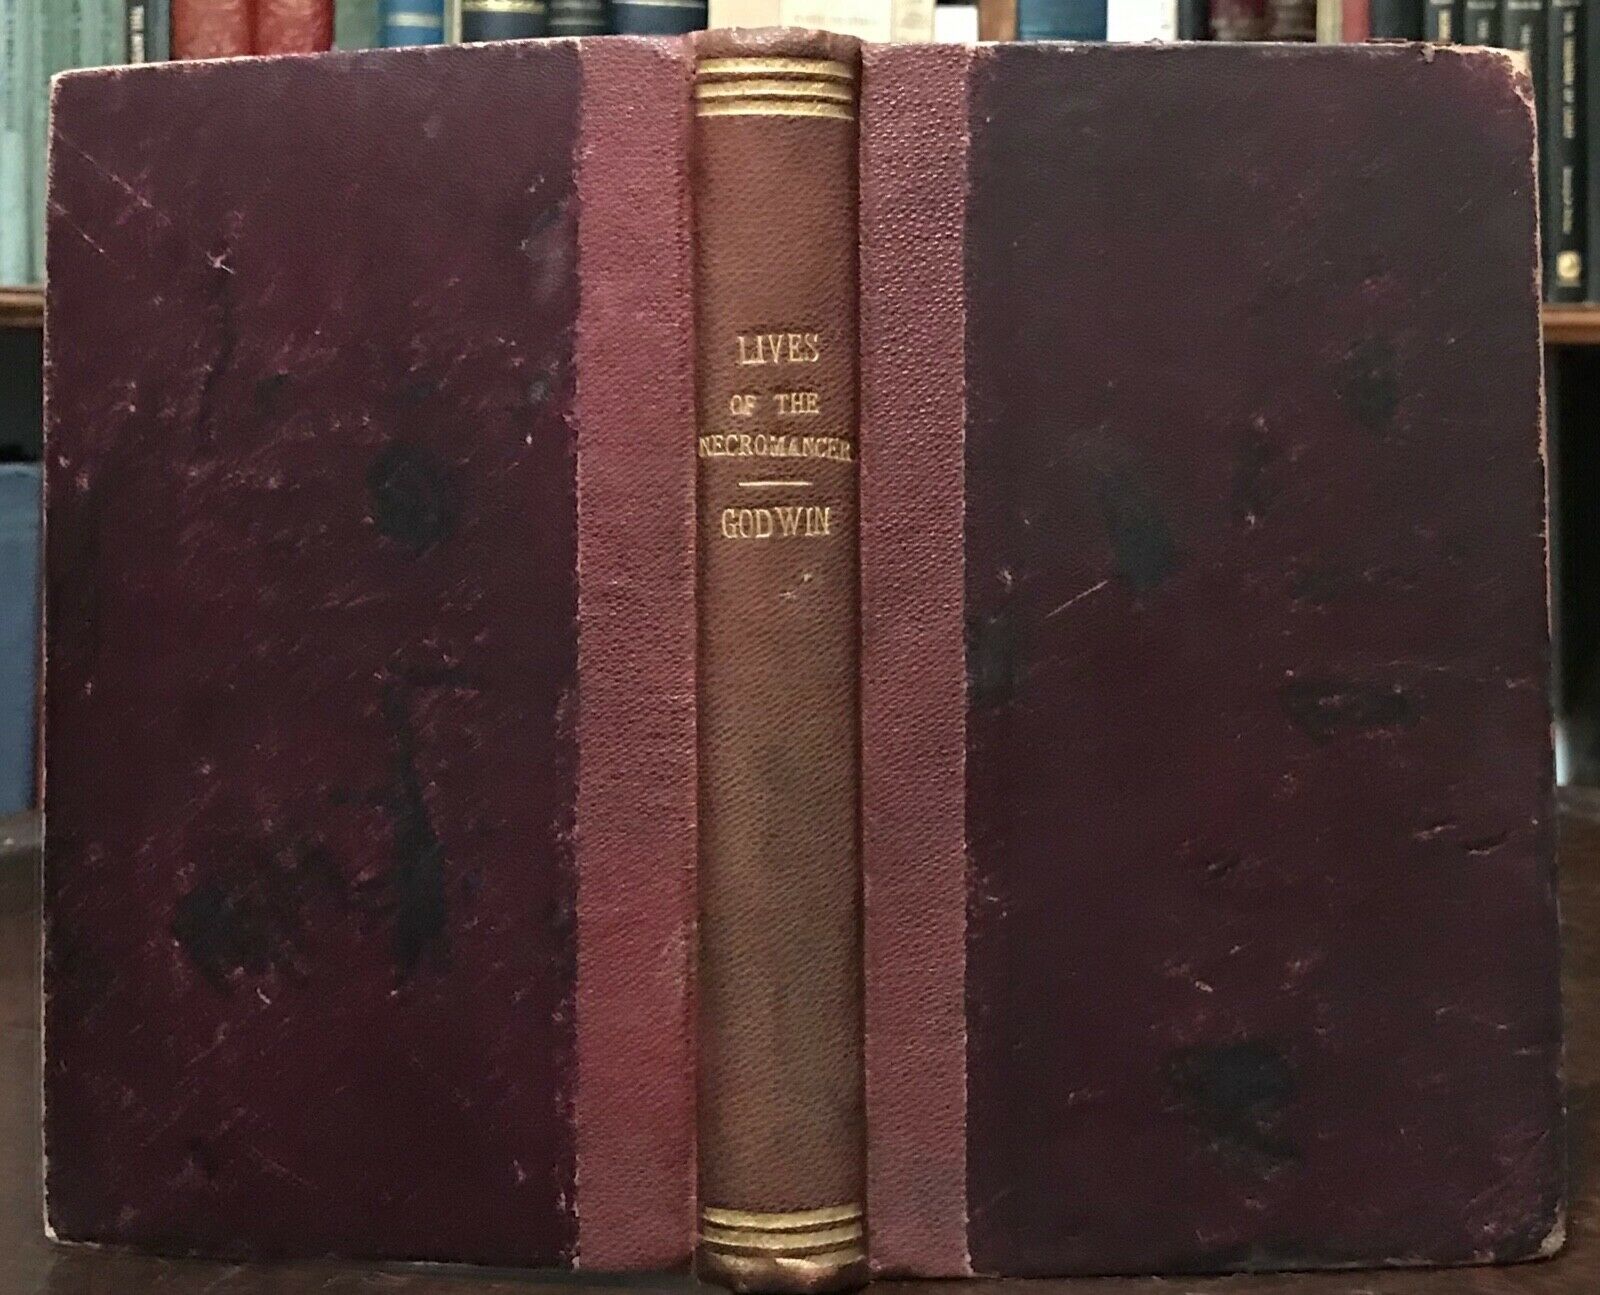 LIVES
OF THE
NECROMANCER
GODWIN